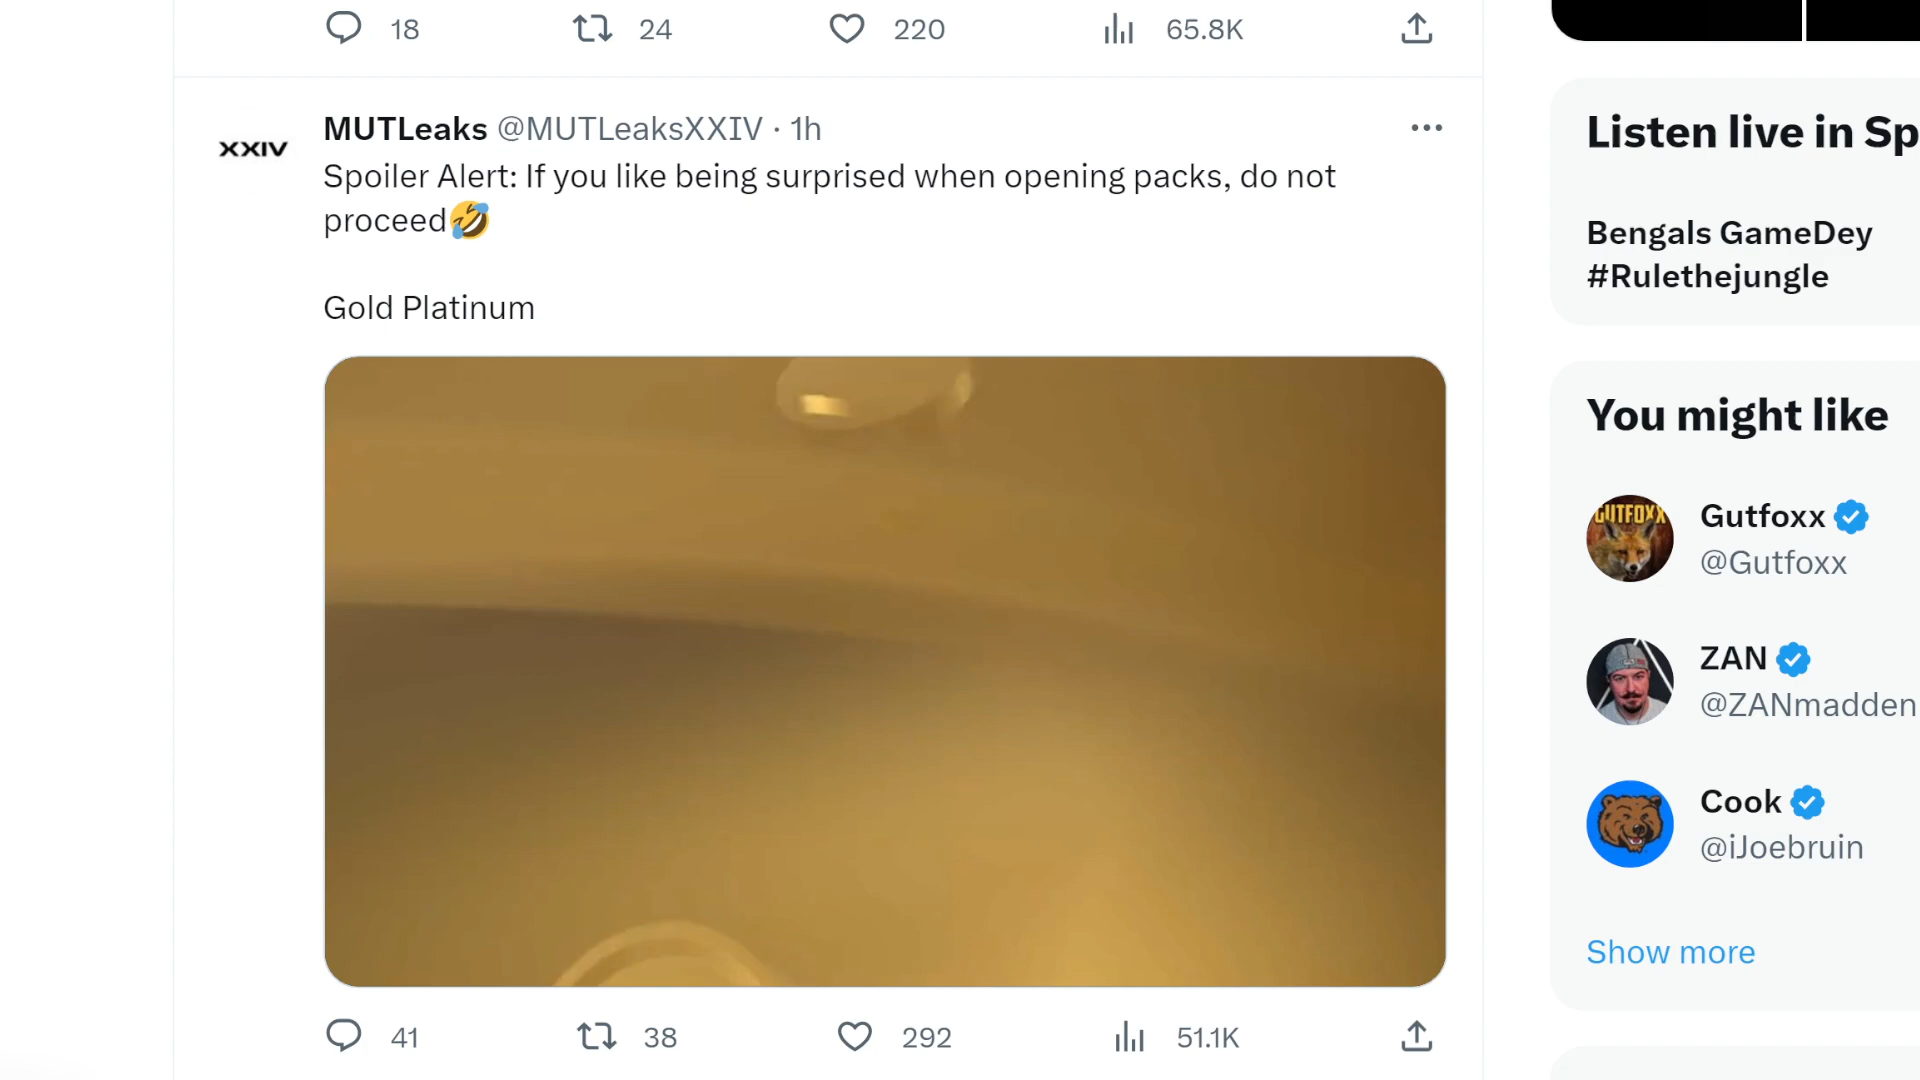 18 24 220 65.8K
XXIV
MUTLeaks @MUTLeaksXXIV · 1h
Spoiler Alert: If you like being surprised when opening packs, do not
proceed🤣
Gold Platinum
41 38 292 51.1K
Listen live in Sp
Bengals GameDey
#Rulethejungle
You might like
GUTFOXX
Gutfoxx
@Gutfoxx
ZAN
@ZANmadden
Cook
@iJoebruin
Show more